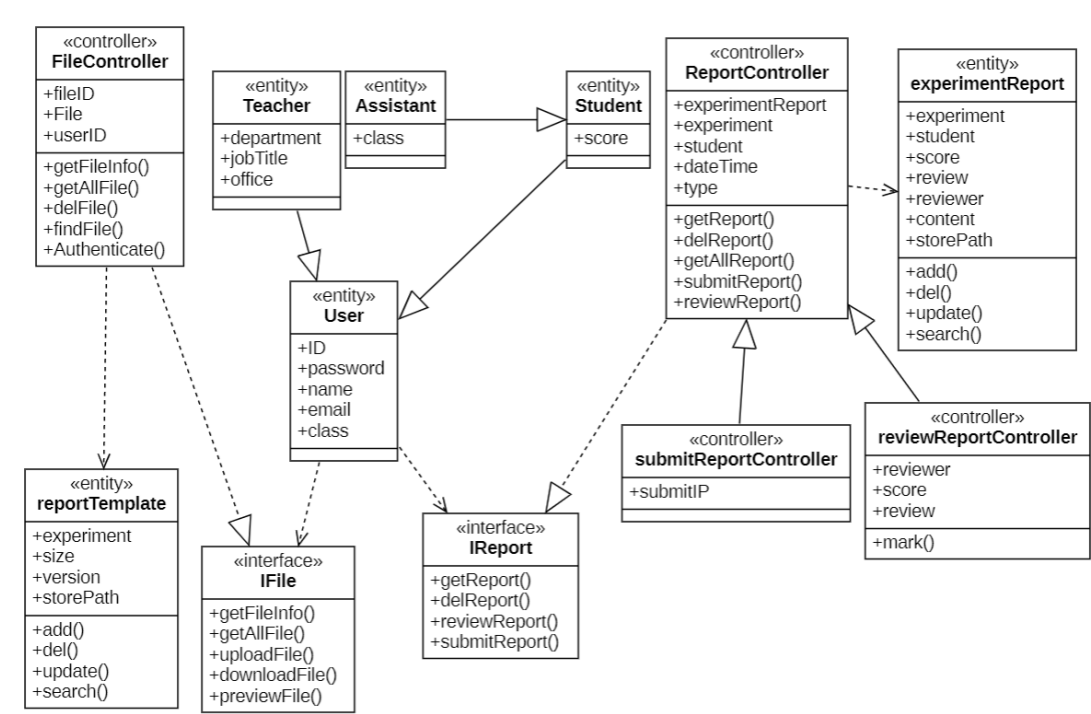 «controller»
FileController
+fileID
+File
+userID
+getFileInfo()
+getAllFile()
+delFile()
+findFile()
+Authenticate()
«entity»
Teacher
+department
+jobTitle
+office
«entity»
Assistant
+class
«entity»
Student
+score
«controller»
ReportController
+experimentReport
+experiment
+student
+dateTime
+type
+getReport()
+delReport()
+getAllReport()
+submitReport()
+reviewReport()
«entity»
experimentReport
+experiment
+student
+score
+review
+reviewer
+content
+storePath
+add()
+del()
+update()
+search()
«entity»
User
+ID
+password
+name
+email
+class
«controller»
submitReportController
+submitIP
«controller»
reviewReportController
+reviewer
+score
+review
+mark()
«entity»
reportTemplate
+experiment
+size
+version
+storePath
+add()
+del()
+update()
+search()
«interface»
IFile
+getFileInfo()
+getAllFile()
+uploadFile()
+downloadFile()
+previewFile()
«interface»
IReport
+getReport()
+delReport()
+reviewReport()
+submitReport()